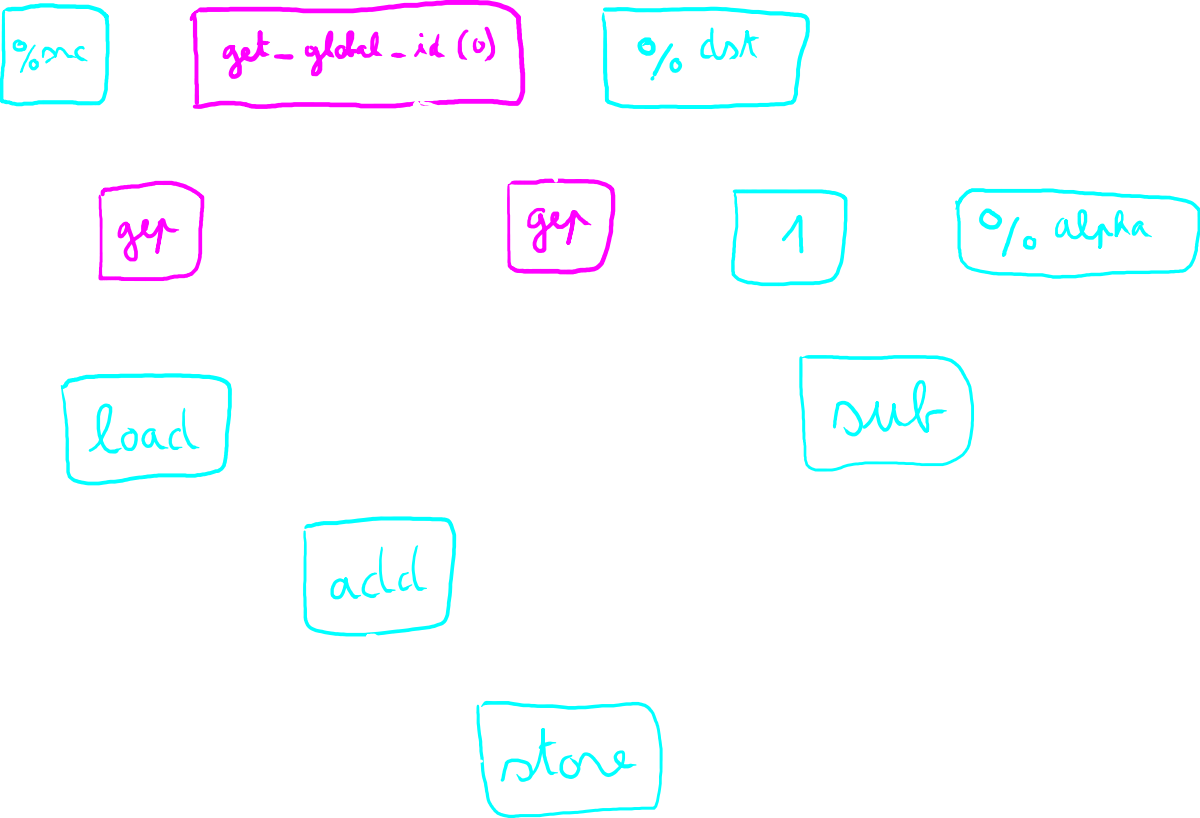 %src
get_global_id(0)
% dst
gep
gep
1
% alpha
load
sub
add
store